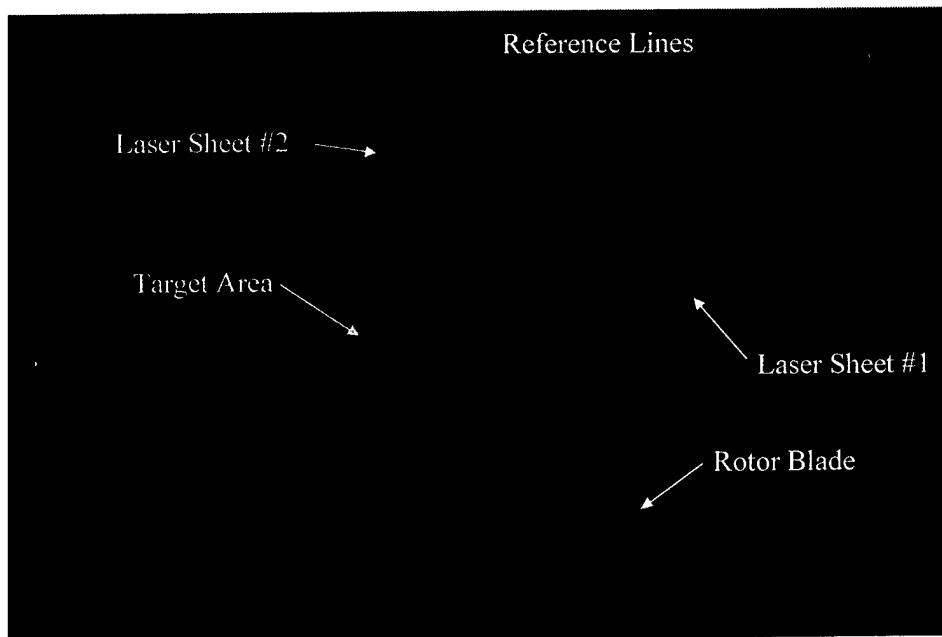 Reference Lines
Laser Sheet #2
Target Area
Laser Sheet #1
Rotor Blade